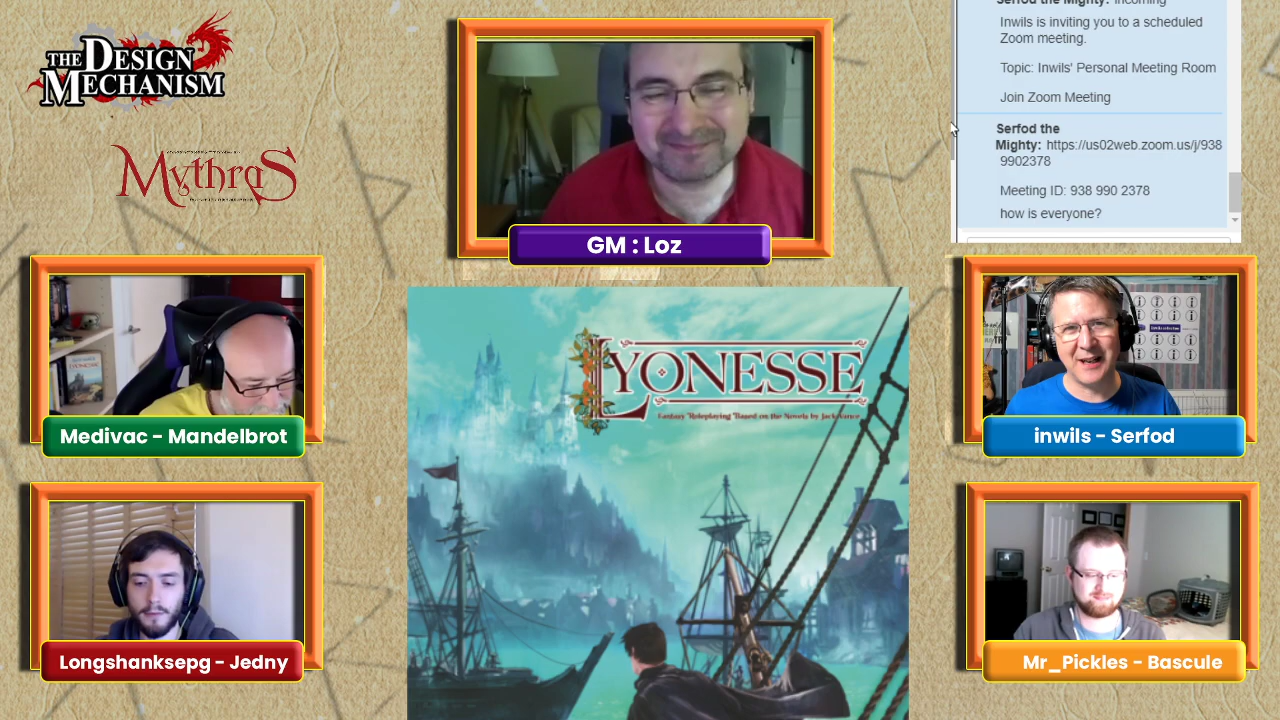 THE DESIGN
MECHANISM
MythraS
GM : Loz
Serfod the Mighty: Incoming
Inwils is inviting you to a scheduled
Zoom meeting.
Topic: Inwils' Personal Meeting Room
Join Zoom Meeting
Serfod the
Mighty: https://us02web.zoom.us/j/938
9902378
Meeting ID: 938 990 2378
how is everyone?
LYONESSE
Fantasy Roleplaying Based on the Novels by Jack Vance
LYONESSE
Medivac - Mandelbrot
inwils - Serfod
Longshanksepg - Jedny
Mr_Pickles - Bascule